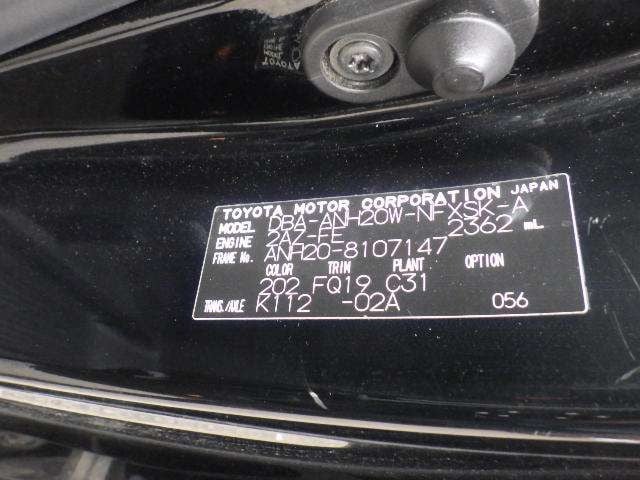 TOYOTA MOTOR CORPORATION JAPAN
MODEL DBA-ANH20W-NFXSK-A
ENGINE 2AZ-FE 2362 mL
FRAME No. ANH20-8107147
COLOR TRIM PLANT OPTION
202 FQ19 C31
TRANS./AXLE K112 -02A 056